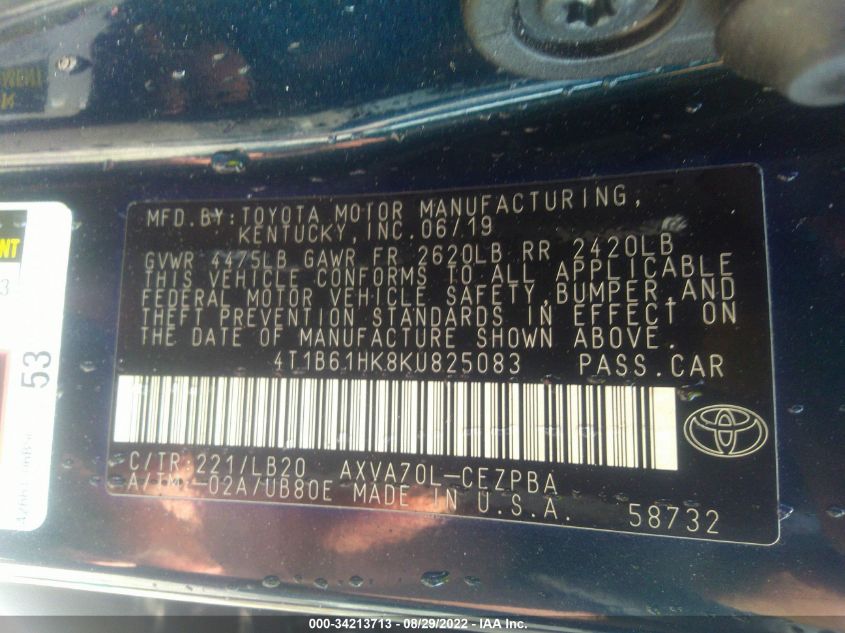 MFD.BY:TOYOTA MOTOR MANUFACTURING,
KENTUCKY,INC.06/19
GVWR 4475LB GAWR FR 2620LB RR 2420LB
THIS VEHICLE CONFORMS TO ALL APPLICABLE
FEDERAL MOTOR VEHICLE SAFETY,BUMPER,AND
THEFT PREVENTION STANDARDS IN EFFECT ON
THE DATE OF MANUFACTURE SHOWN ABOVE.
4T1B61HK8KU825083 PASS.CAR
C/TR:221/LB20 AXVA70L-CEZPBA
A/TM:-02A/UB80E MADE IN U.S.A. 58732
53
000-34213713 - 08/29/2022 - IAA Inc.